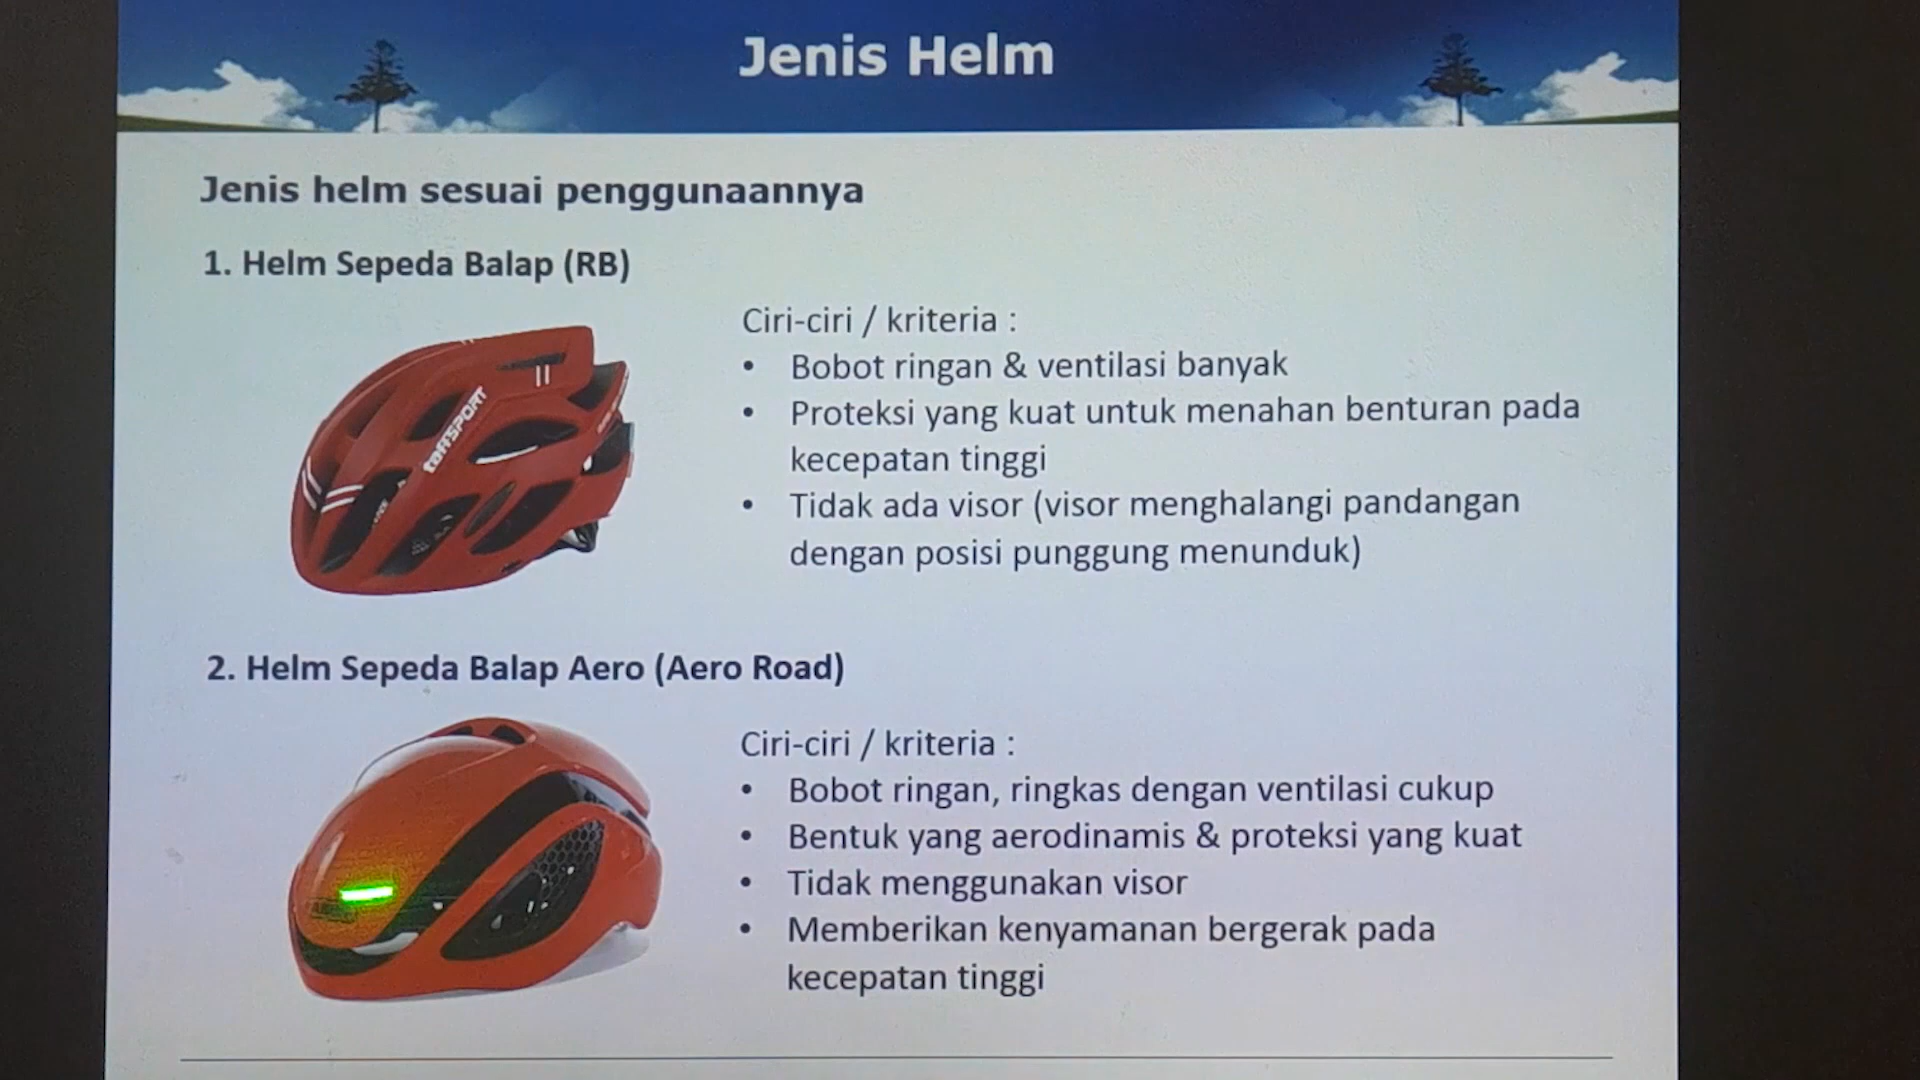 Jenis Helm
Jenis helm sesuai penggunaannya
1. Helm Sepeda Balap (RB)
Ciri-ciri / kriteria :
• Bobot ringan & ventilasi banyak
• Proteksi yang kuat untuk menahan benturan pada
kecepatan tinggi
• Tidak ada visor (visor menghalangi pandangan
dengan posisi punggung menunduk)
taffSPORT
2. Helm Sepeda Balap Aero (Aero Road)
Ciri-ciri / kriteria :
• Bobot ringan, ringkas dengan ventilasi cukup
• Bentuk yang aerodinamis & proteksi yang kuat
• Tidak menggunakan visor
• Memberikan kenyamanan bergerak pada
kecepatan tinggi